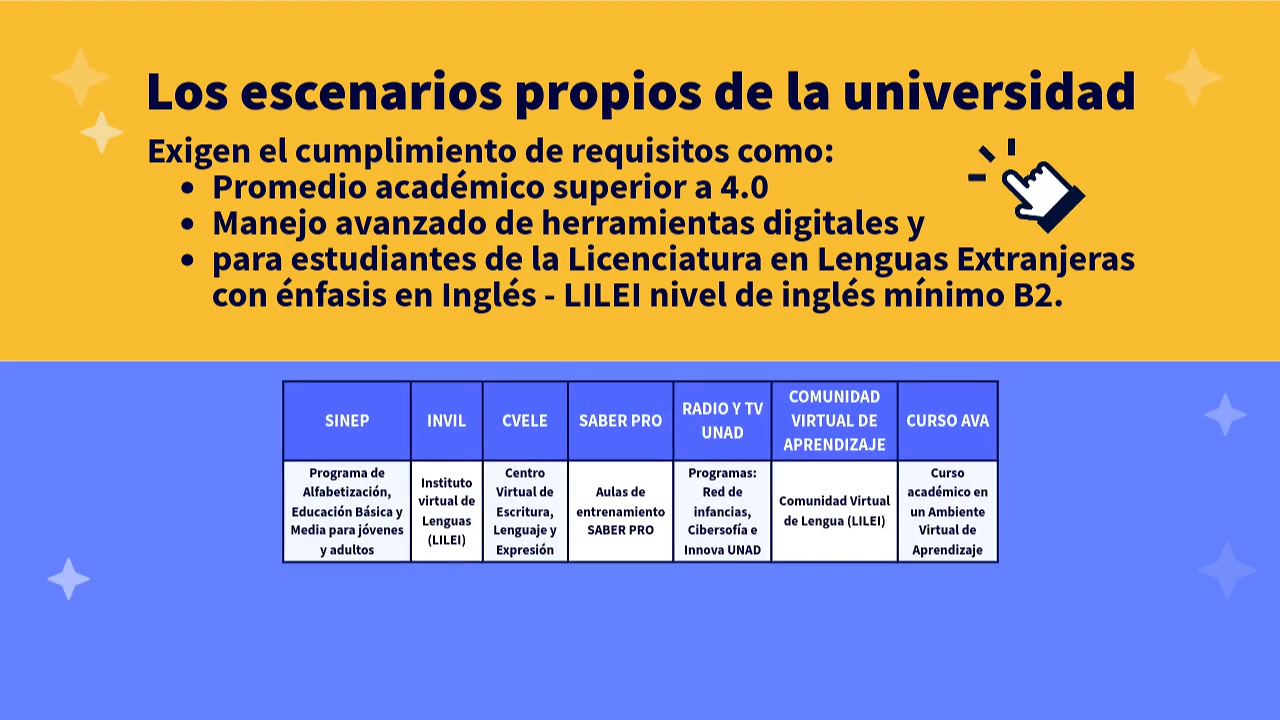 Los escenarios propios de la universidad
Exigen el cumplimiento de requisitos como:
• Promedio académico superior a 4.0
• Manejo avanzado de herramientas digitales y
• para estudiantes de la Licenciatura en Lenguas Extranjeras
con énfasis en Inglés - LILEI nivel de inglés mínimo B2.
SINEP
INVIL
CVELE
SABER PRO
RADIO Y TV
UNAD
COMUNIDAD
VIRTUAL DE
APRENDIZAJE
CURSO AVA
Programa de
Alfabetización,
Educación Básica y
Media para jóvenes
y adultos
Instituto
virtual de
Lenguas
(LILEI)
Centro
Virtual de
Escritura,
Lenguaje y
Expresión
Aulas de
entrenamiento
SABER PRO
Programas:
Red de
infancias,
Cibersofía e
Innova UNAD
Comunidad Virtual
de Lengua (LILEI)
Curso
académico en
un Ambiente
Virtual de
Aprendizaje